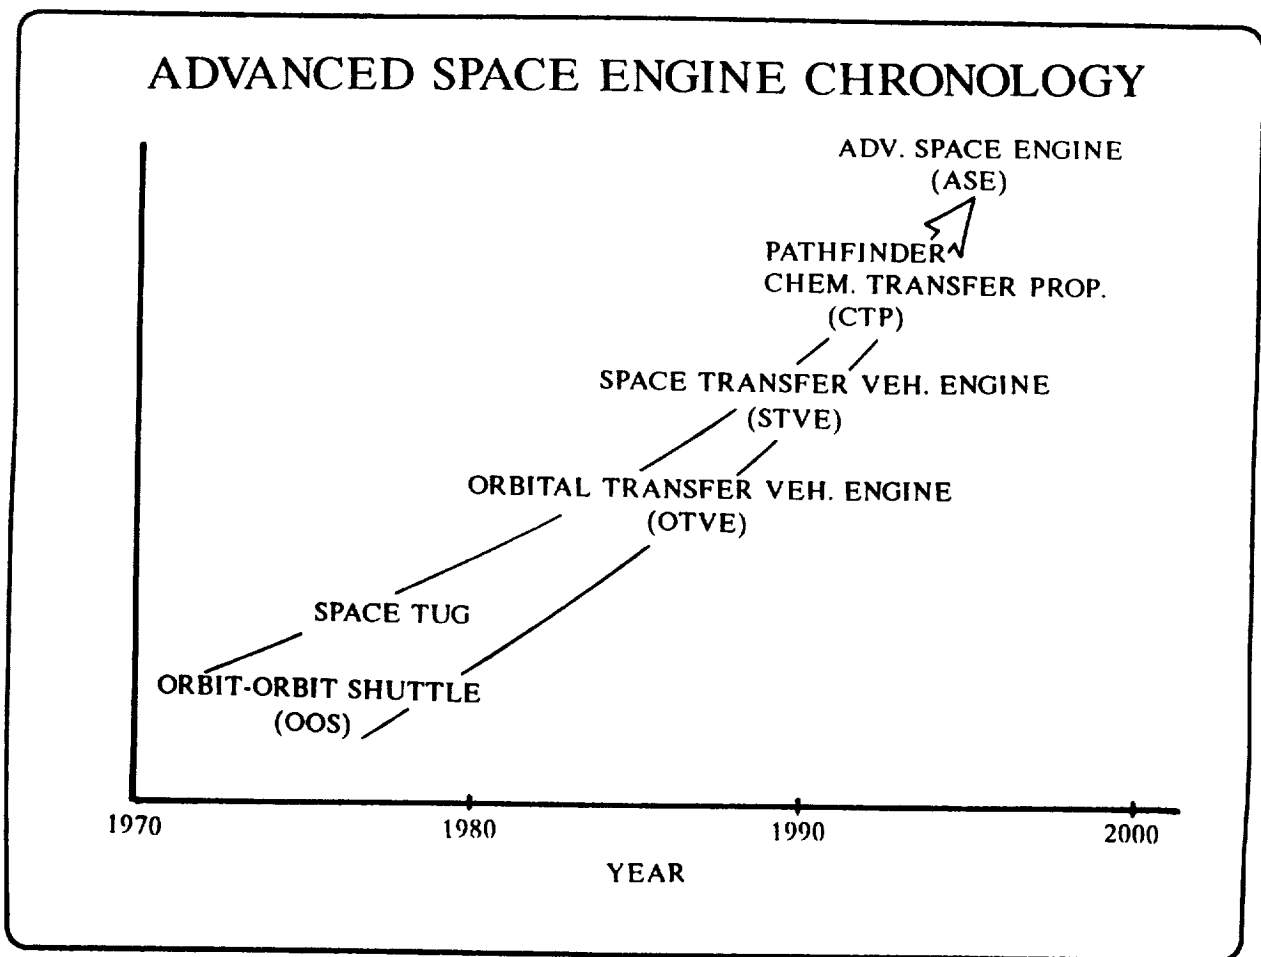 ADVANCED SPACE ENGINE CHRONOLOGY
ADV. SPACE ENGINE
(ASE)
PATHFINDER
CHEM. TRANSFER PROP.
(CTP)
SPACE TRANSFER VEH. ENGINE
(STVE)
ORBITAL TRANSFER VEH. ENGINE
(OTVE)
SPACE TUG
ORBIT-ORBIT SHUTTLE
(OOS)
1970 1980 1990 2000
YEAR